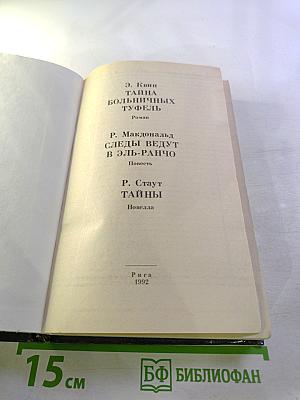 Э. Квин
ТАЙНА
БОЛЬНИЧНЫХ
ТУФЕЛЬ
Роман
Р. Макдональд
СЛЕДЫ ВЕДУТ
В ЭЛЬ-РАНЧО
Повесть
Р. Стаут
ТАЙНЫ
Новелла
Рига
1992
15 см
БФ БИБЛИОФАН